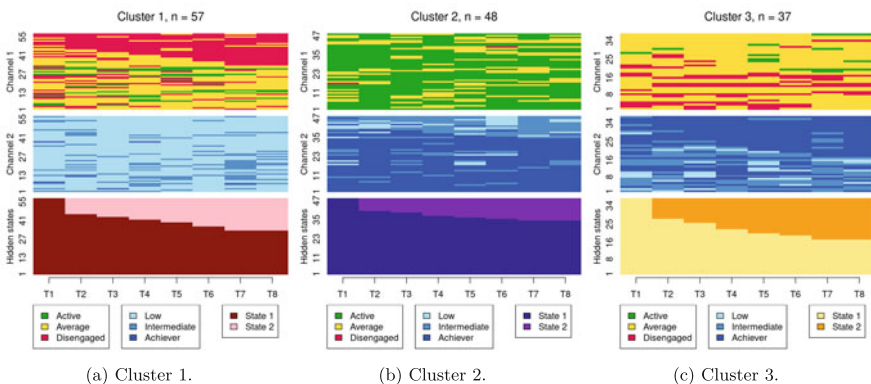 Cluster 1, n = 57
Channel 1
55
41
27
13
1
Channel 2
55
41
27
13
1
Hidden states
55
41
27
13
1
T1 T2 T3 T4 T5 T6 T7 T8
Active
Average
Disengaged
Low
Intermediate
Achiever
State 1
State 2
(a) Cluster 1.
Cluster 2, n = 48
Channel 1
47
35
23
11
1
Channel 2
47
35
23
11
1
Hidden states
47
35
23
11
1
T1 T2 T3 T4 T5 T6 T7 T8
Active
Average
Disengaged
Low
Intermediate
Achiever
State 1
State 2
(b) Cluster 2.
Cluster 3, n = 37
Channel 1
34
25
16
8
1
Channel 2
34
25
16
8
1
Hidden states
34
25
16
8
1
T1 T2 T3 T4 T5 T6 T7 T8
Active
Average
Disengaged
Low
Intermediate
Achiever
State 1
State 2
(c) Cluster 3.